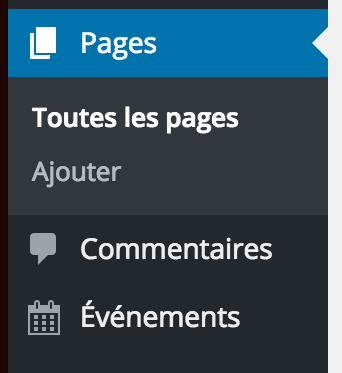 Pages
Toutes les pages
Ajouter
Commentaires
Événements